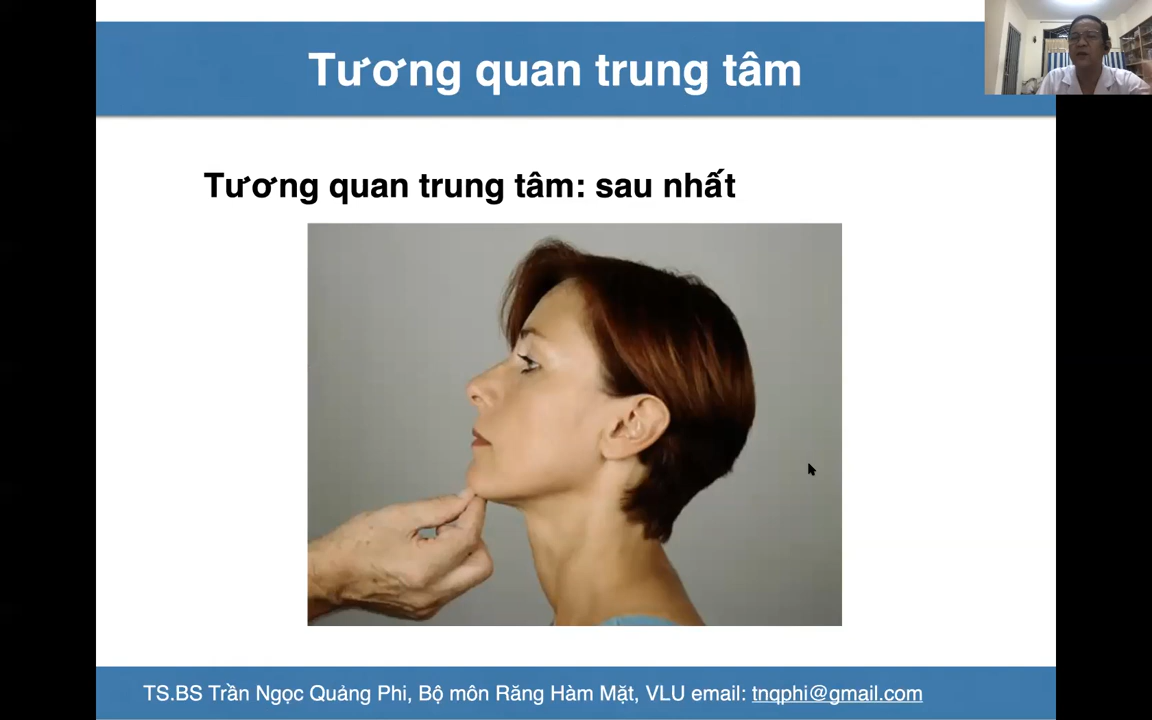 Tương quan trung tâm
Tương quan trung tâm: sau nhất
TS.BS Trần Ngọc Quảng Phi, Bộ môn Răng Hàm Mặt, VLU email: tnqphi@gmail.com